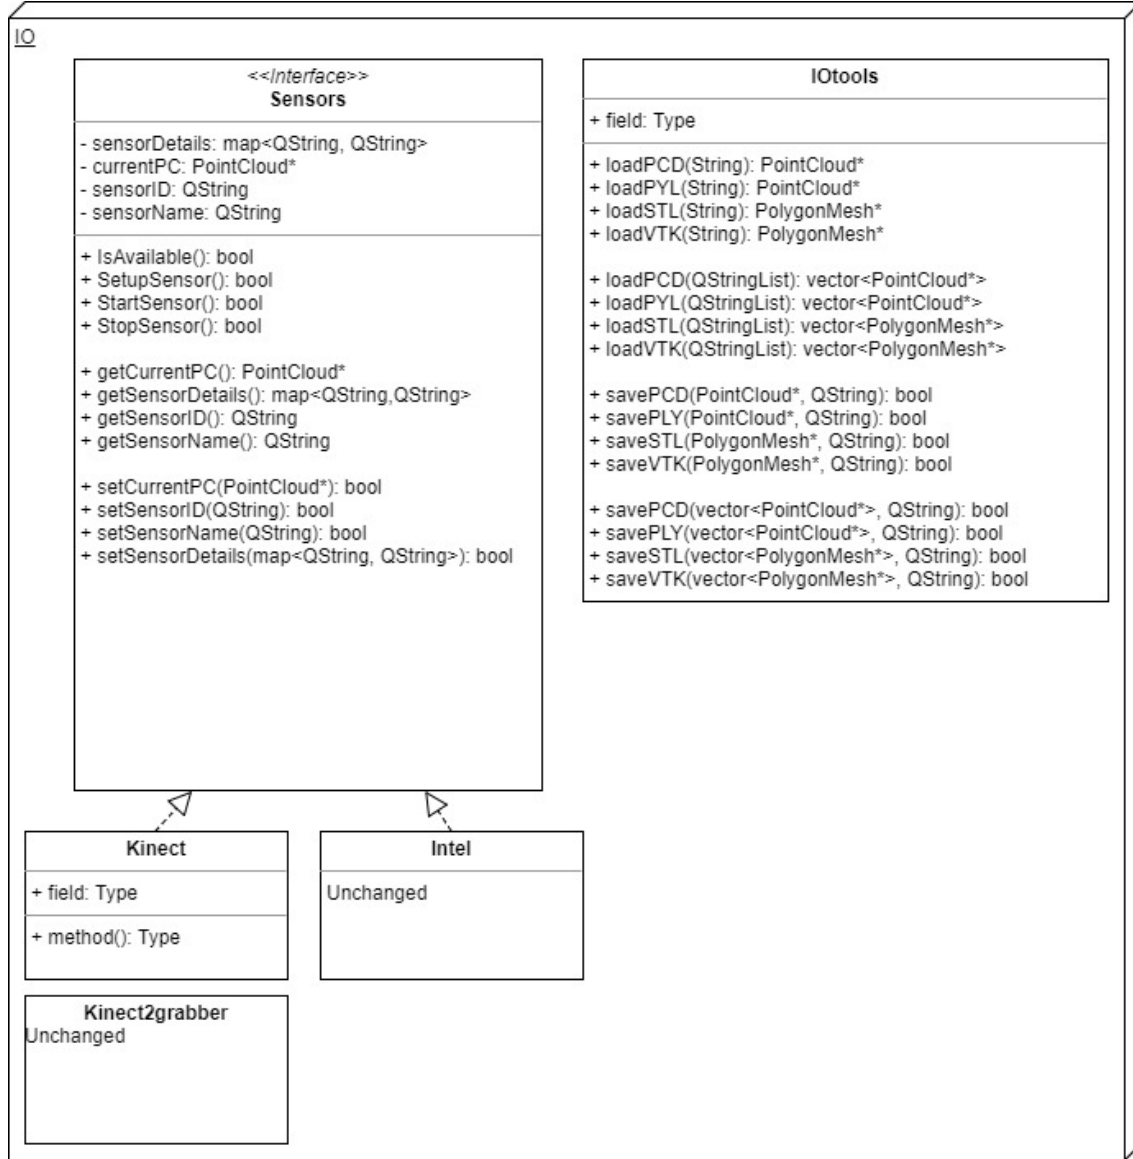 IO
<<Interface>>
Sensors
- sensorDetails: map<QString, QString>
- currentPC: PointCloud*
- sensorID: QString
- sensorName: QString
+ IsAvailable(): bool
+ SetupSensor(): bool
+ StartSensor(): bool
+ StopSensor(): bool
+ getCurrentPC(): PointCloud*
+ getSensorDetails(): map<QString,QString>
+ getSensorID(): QString
+ getSensorName(): QString
+ setCurrentPC(PointCloud*): bool
+ setSensorID(QString): bool
+ setSensorName(QString): bool
+ setSensorDetails(map<QString, QString>): bool
IOtools
+ field: Type
+ loadPCD(String): PointCloud*
+ loadPYL(String): PointCloud*
+ loadSTL(String): PolygonMesh*
+ loadVTK(String): PolygonMesh*
+ loadPCD(QStringList): vector<PointCloud*>
+ loadPYL(QStringList): vector<PointCloud*>
+ loadSTL(QStringList): vector<PolygonMesh*>
+ loadVTK(QStringList): vector<PolygonMesh*>
+ savePCD(PointCloud*, QString): bool
+ savePLY(PointCloud*, QString): bool
+ saveSTL(PolygonMesh*, QString): bool
+ saveVTK(PolygonMesh*, QString): bool
+ savePCD(vector<PointCloud*>, QString): bool
+ savePLY(vector<PointCloud*>, QString): bool
+ saveSTL(vector<PolygonMesh*>, QString): bool
+ saveVTK(vector<PolygonMesh*>, QString): bool
Kinect
+ field: Type
+ method(): Type
Intel
Unchanged
Kinect2grabber
Unchanged